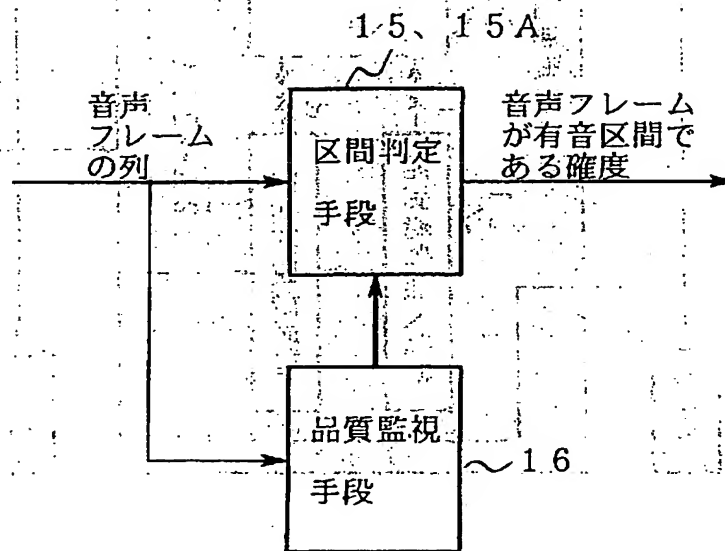 15、15A
音声
フレーム
の列
区間判定
手段
音声フレーム
が有音区間で
ある確度
品質監視
手段
16